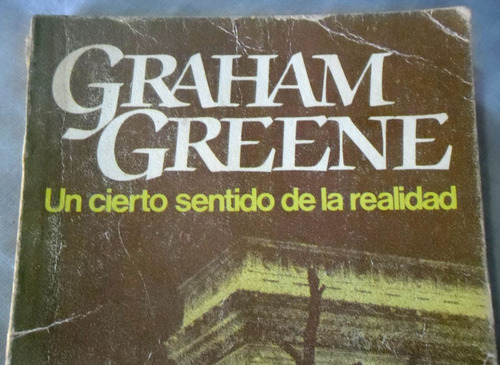 GRAHAM
GREENE
Un cierto sentido de la realidad